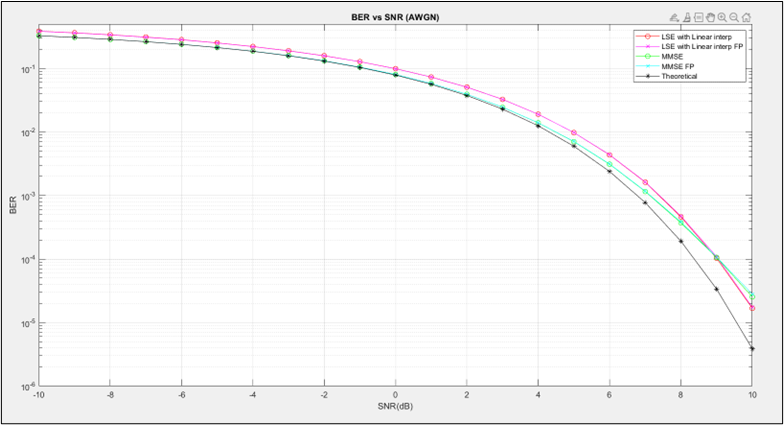 BER vs SNR (AWGN)
LSE with Linear interp
LSE with Linear interp FP
MMSE
MMSE FP
Theoretical
BER
10-1
10-2
10-3
10-4
10-5
10-6
-10 -8 -6 -4 -2 0 2 4 6 8 10
SNR(dB)